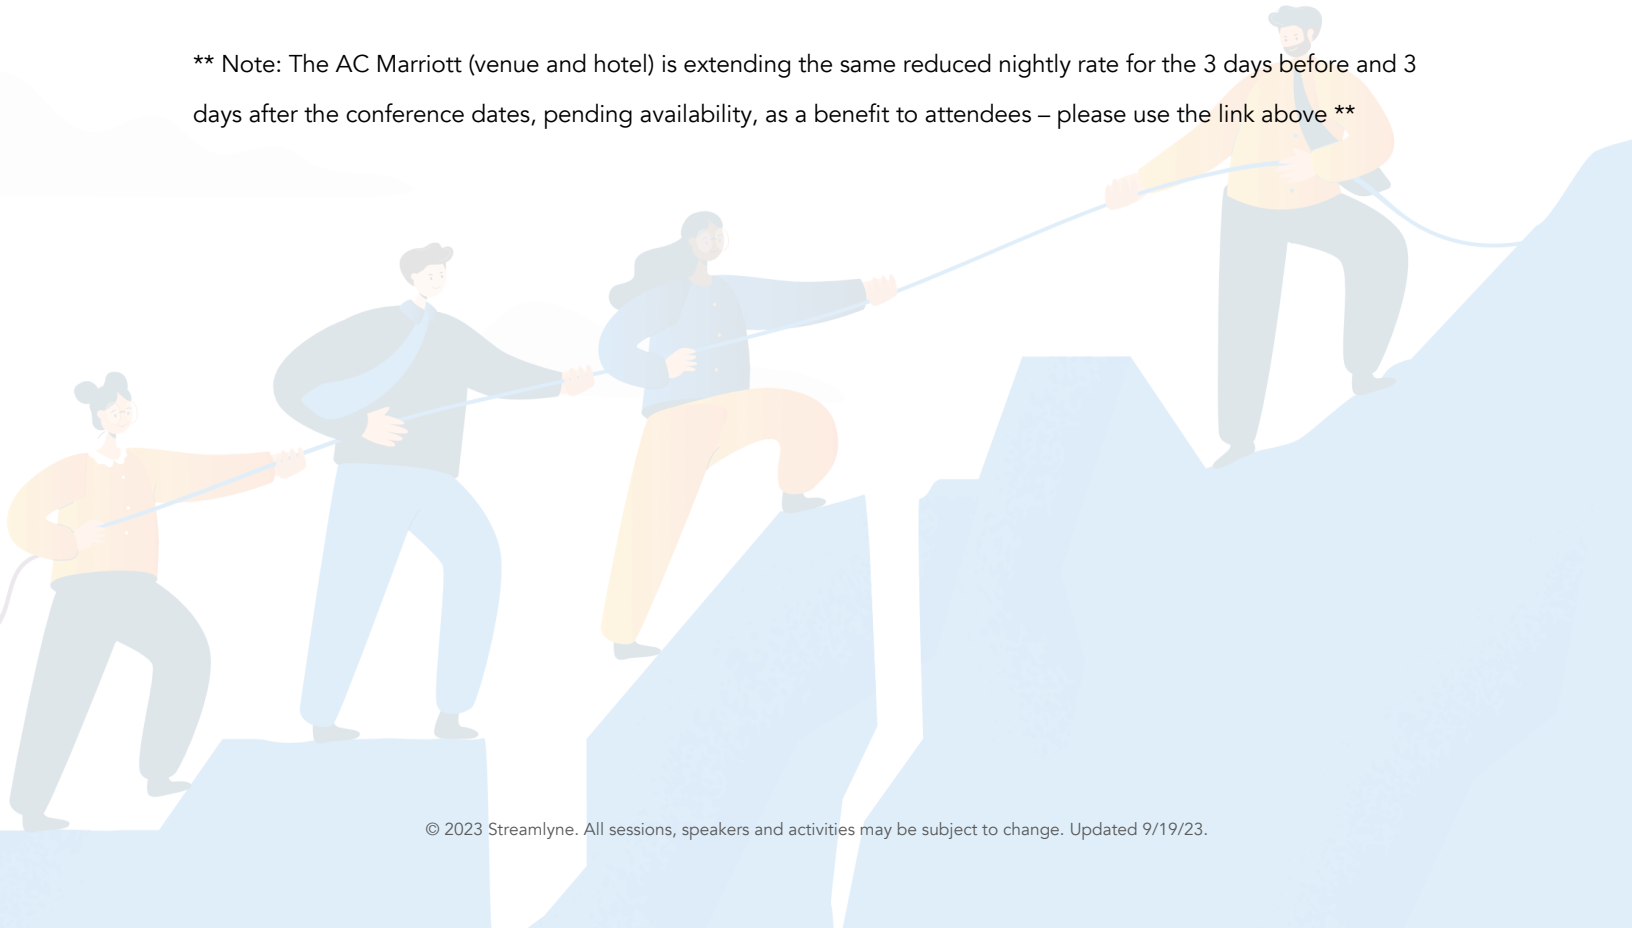 ** Note: The AC Marriott (venue and hotel) is extending the same reduced nightly rate for the 3 days before and 3
days after the conference dates, pending availability, as a benefit to attendees – please use the link above **
© 2023 Streamlyne. All sessions, speakers and activities may be subject to change. Updated 9/19/23.